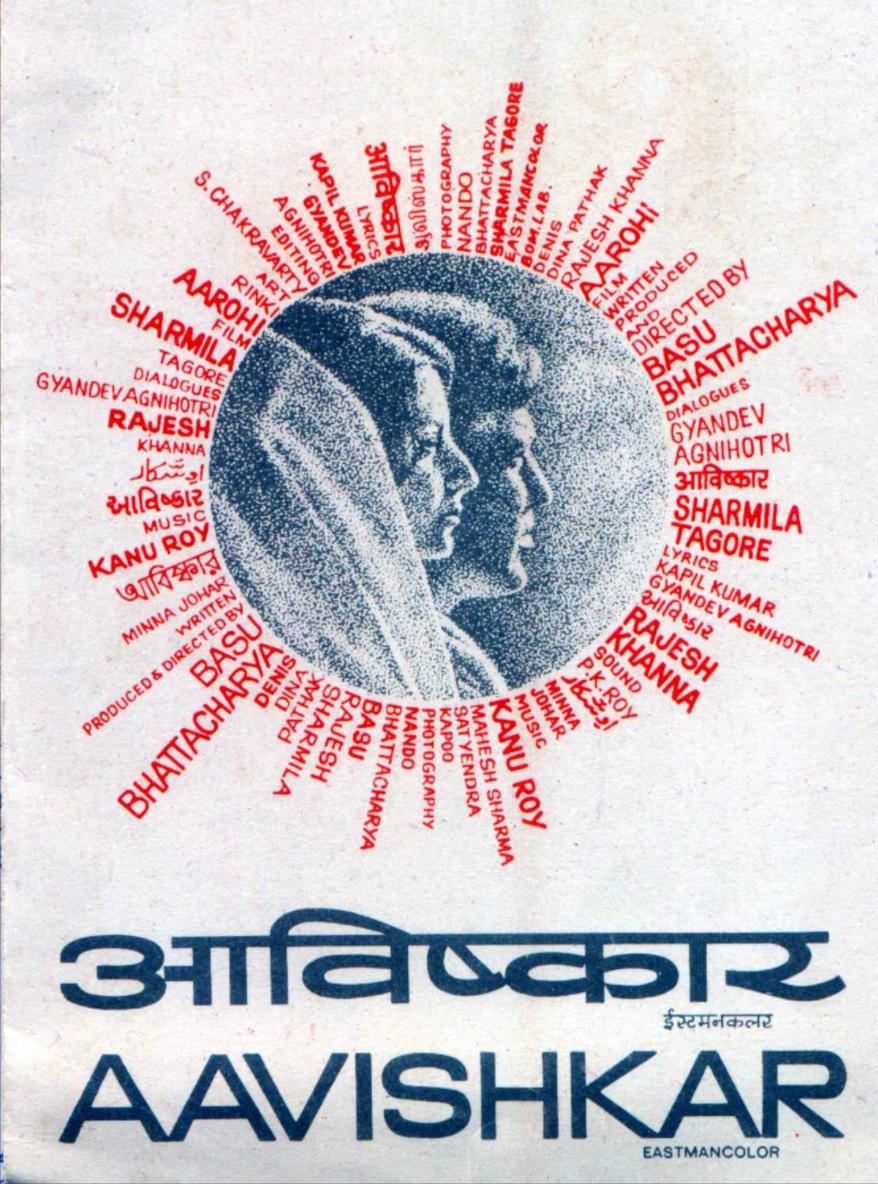 आविष्कार
PHOTOGRAPHY
NANDO
BHATTACHARYA
SHARMILA TAGORE
EASTMANCOLOR
BOM. LAB.
DENIS
DINA PATHAK
RAJESH KHANNA
AAROHI
FILM
WRITTEN
PRODUCED
AND
DIRECTED BY
BASU
BHATTACHARYA
DIALOGUES
GYANDEV
AGNIHOTRI
आविष्कार
SHARMILA
TAGORE
LYRICS
KAPIL KUMAR
GYANDEV AGNIHOTRI
આવિષ્કાર
RAJESH
KHANNA
SOUND
P.K. ROY
اوشکار
MINNA
JOHAR
MUSIC
KANU ROY
MAHESH SHARMA
SATYENDRA
KAPOO
PHOTOGRAPHY
NANDO
BHATTACHARYA
BASU
RAJESH
SHARMILA
PATHAK
DINA
DENIS
BHATTACHARYA
BASU
PRODUCED & DIRECTED BY
WRITTEN
MINNA JOHAR
আবিষ্কার
KANU ROY
MUSIC
આવિષ્કાર
اوشکار
KHANNA
RAJESH
GYANDEV AGNIHOTRI
DIALOGUES
TAGORE
SHARMILA
FILM
AAROHI
RINKI
ART
S. CHAKRAVARTY
EDITING
AGNIHOTRI
GYANDEV
KAPIL KUMAR
LYRICS
आविष्कार
ईस्टमनकलर
AAVISHKAR
EASTMANCOLOR